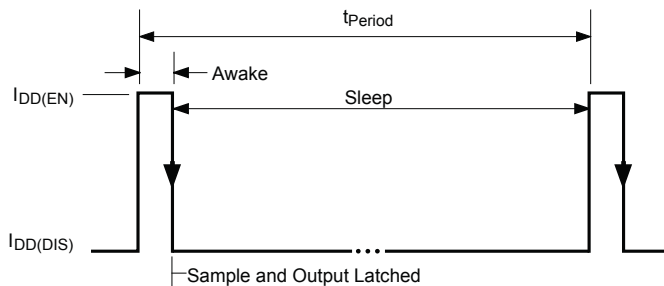 tPeriod
Awake
IDD(EN)
Sleep
IDD(DIS)
Sample and Output Latched